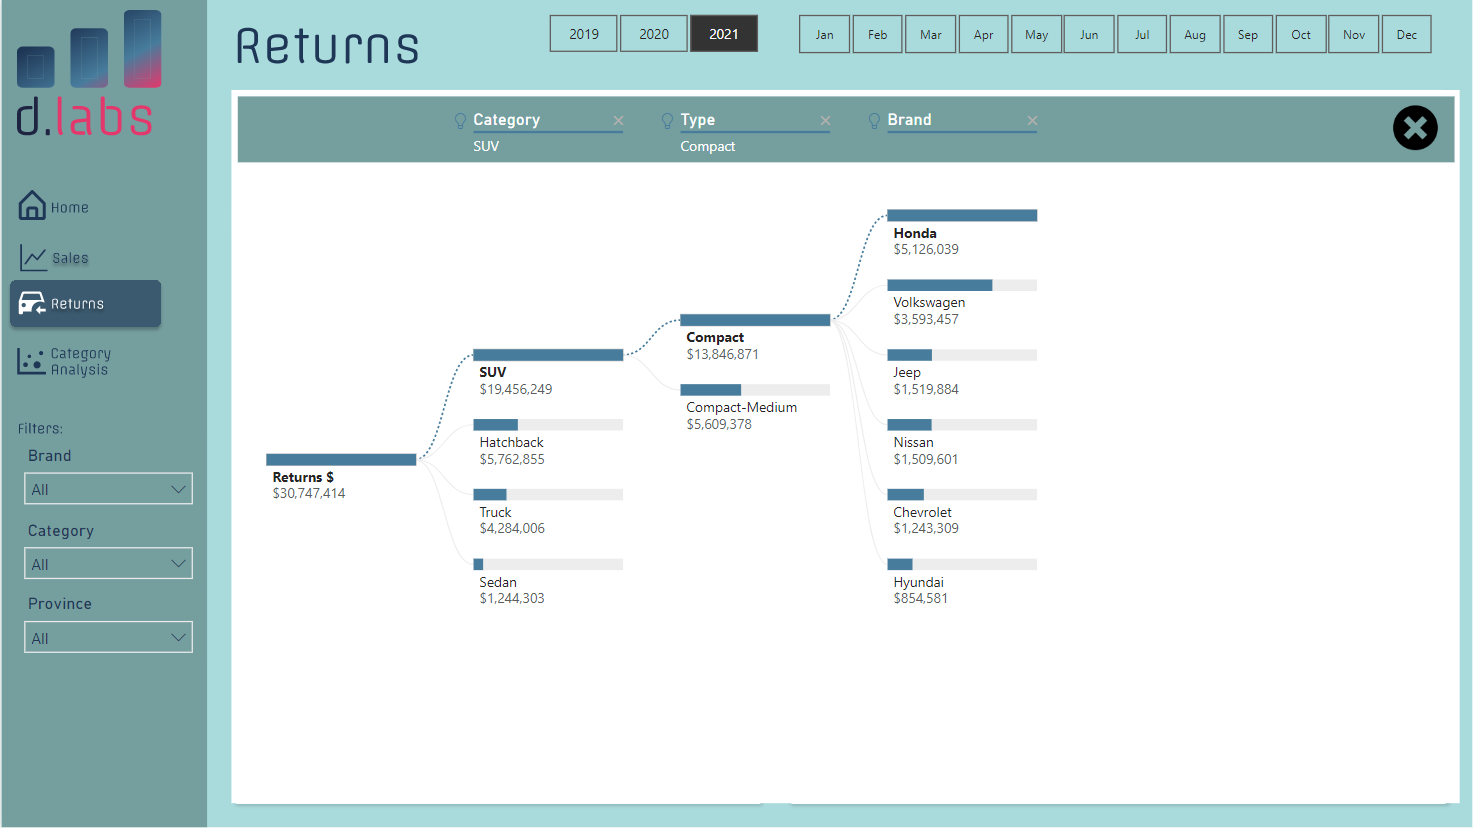 d.labs
Returns
2019 2020 2021
Jan Feb Mar Apr May Jun Jul Aug Sep Oct Nov Dec
Home
Sales
Returns
Category
Analysis
Filters:
Brand
All
Category
All
Province
All
Category Type Brand
SUV Compact
Returns $
$30,747,414
SUV
$19,456,249
Hatchback
$5,762,855
Truck
$4,284,006
Sedan
$1,244,303
Compact
$13,846,871
Compact-Medium
$5,609,378
Honda
$5,126,039
Volkswagen
$3,593,457
Jeep
$1,519,884
Nissan
$1,509,601
Chevrolet
$1,243,309
Hyundai
$854,581